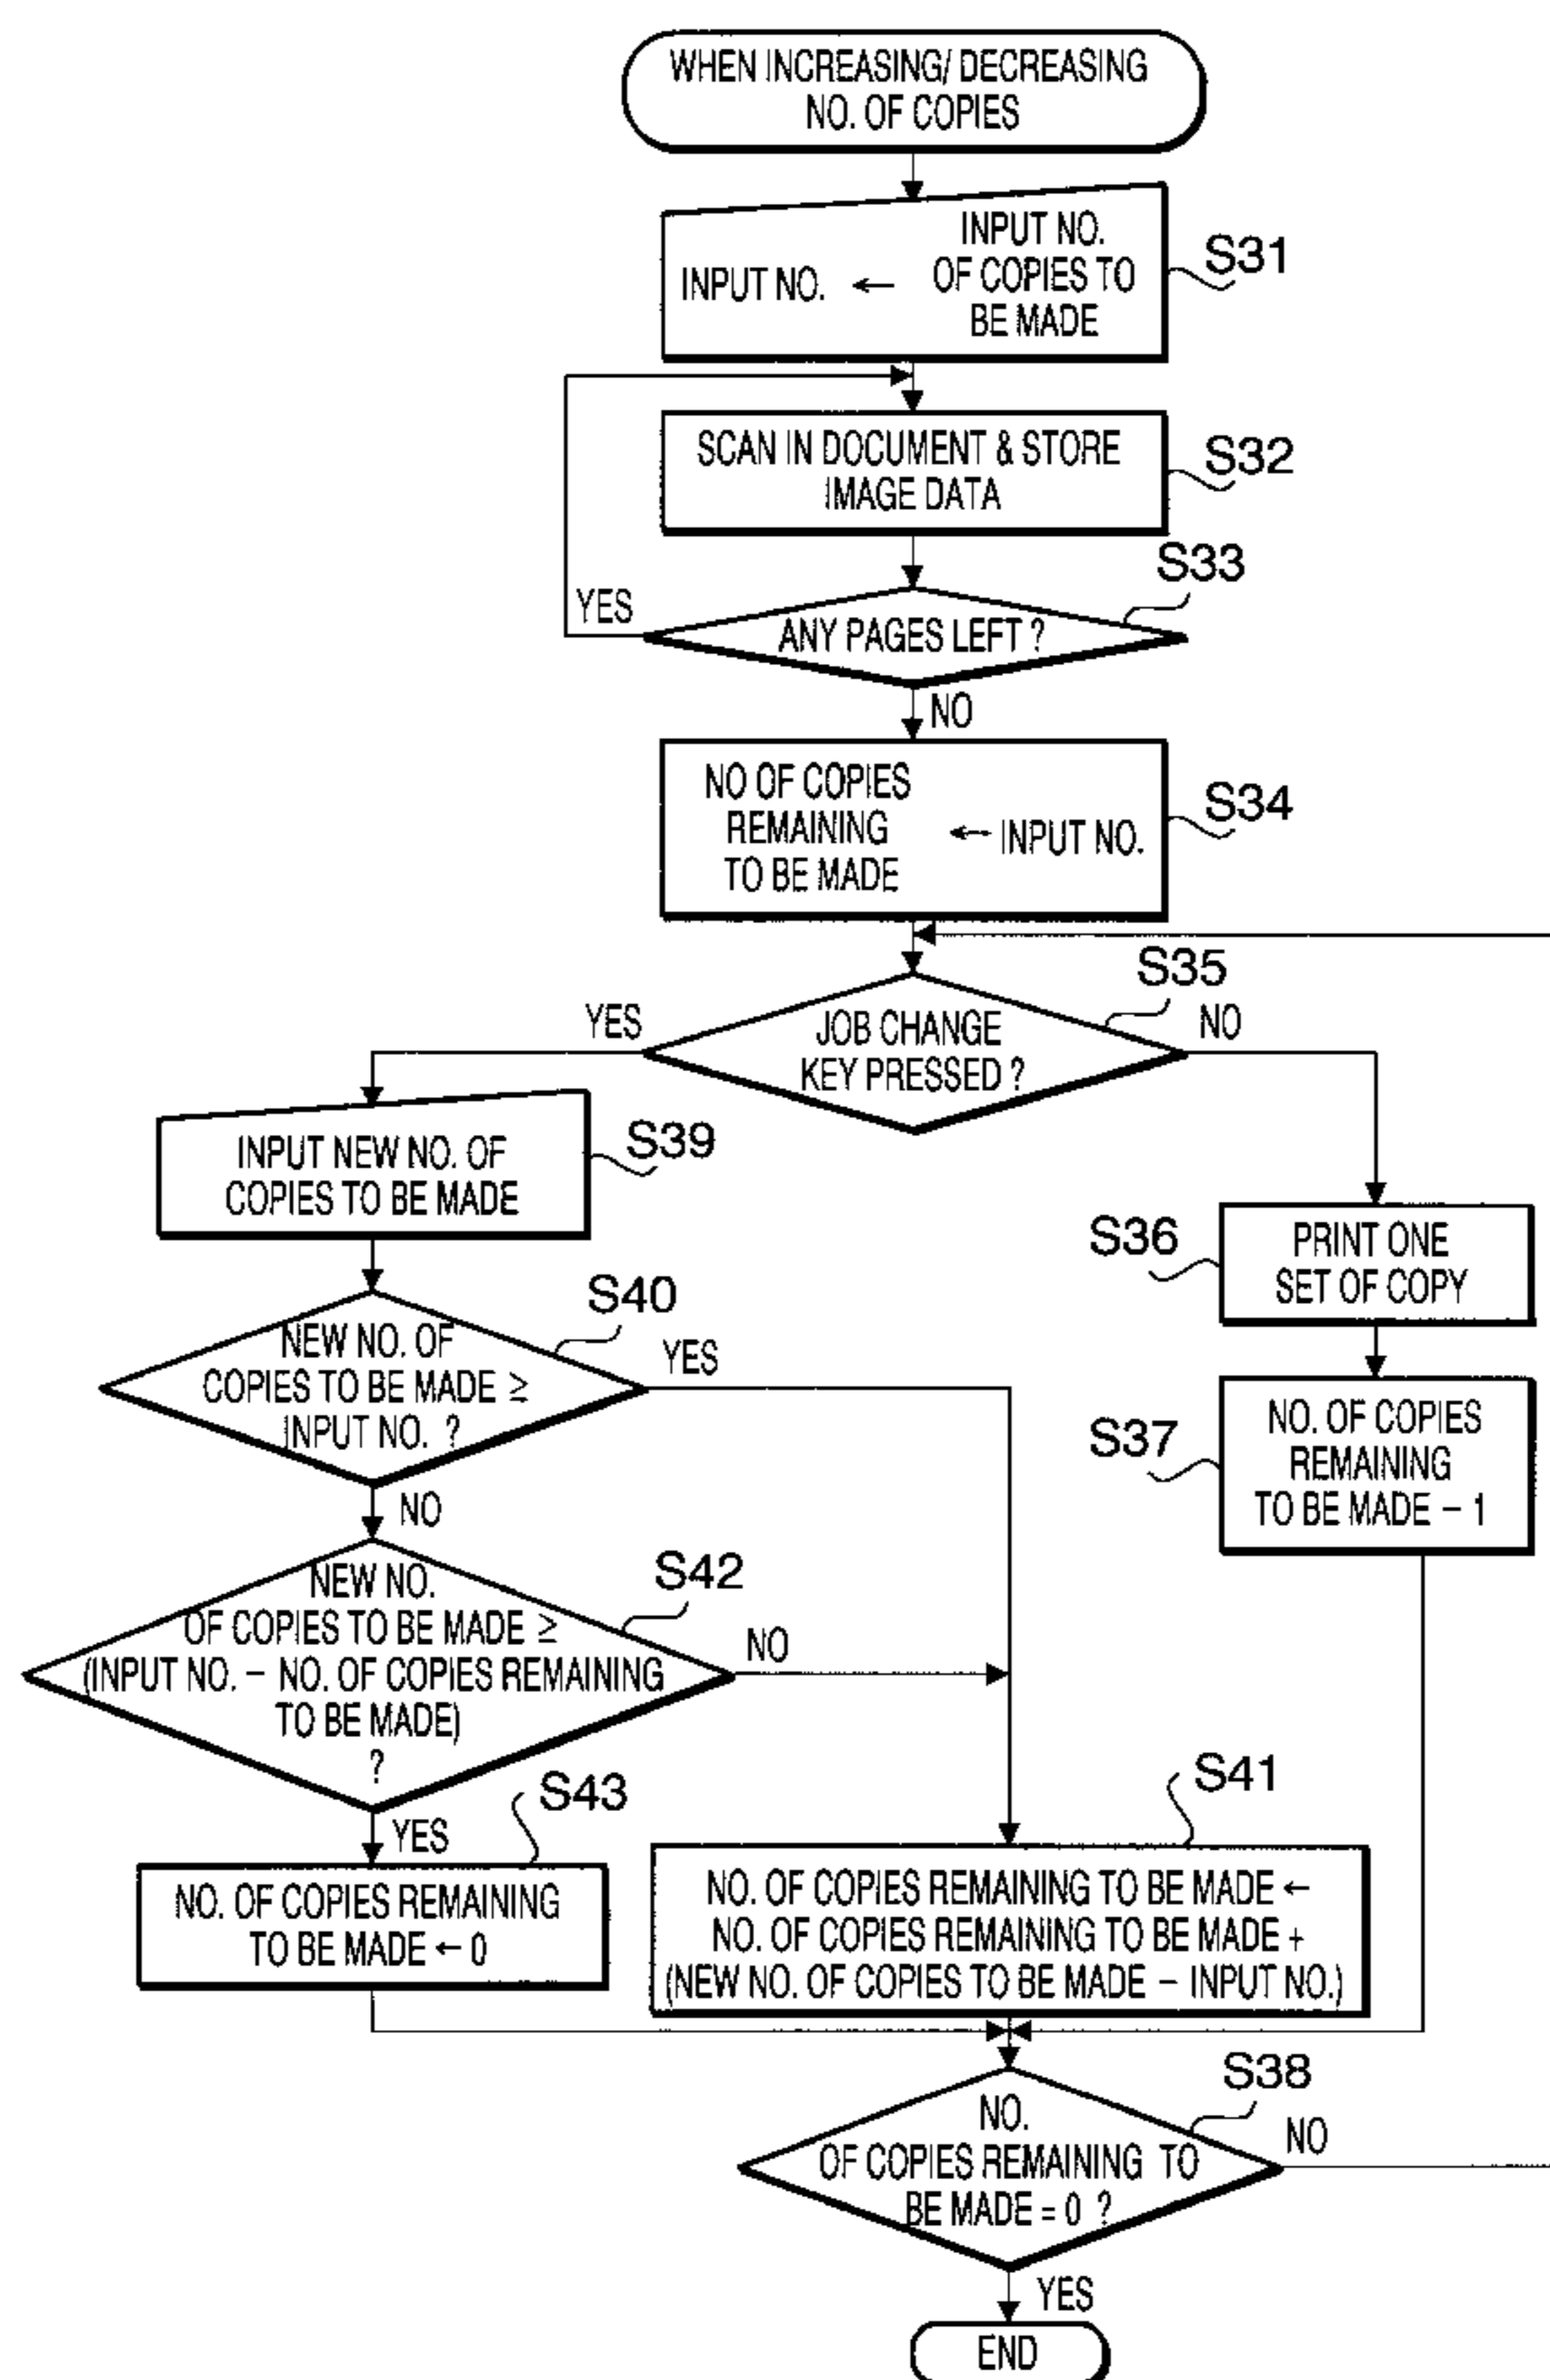 WHEN INCREASING/ DECREASING
NO. OF COPIES
INPUT NO. ← INPUT NO.
OF COPIES TO
BE MADE
S31
SCAN IN DOCUMENT & STORE
IMAGE DATA
S32
S33
YES
ANY PAGES LEFT ?
NO
NO OF COPIES
REMAINING
TO BE MADE
← INPUT NO.
S34
S35
YES
JOB CHANGE
KEY PRESSED ?
NO
INPUT NEW NO. OF
COPIES TO BE MADE
S39
S36
PRINT ONE
SET OF COPY
S40
NEW NO. OF
COPIES TO BE MADE ≧
INPUT NO. ?
YES
S37
NO. OF COPIES
REMAINING
TO BE MADE – 1
NO
S42
NEW NO.
OF COPIES TO BE MADE ≥
(INPUT NO. – NO. OF COPIES REMAINING
TO BE MADE)
?
NO
YES
S43
NO. OF COPIES REMAINING
TO BE MADE ← 0
S41
NO. OF COPIES REMAINING TO BE MADE ←
NO. OF COPIES REMAINING TO BE MADE +
(NEW NO. OF COPIES TO BE MADE – INPUT NO.)
S38
NO.
OF COPIES REMAINING TO
BE MADE = 0 ?
NO
YES
END